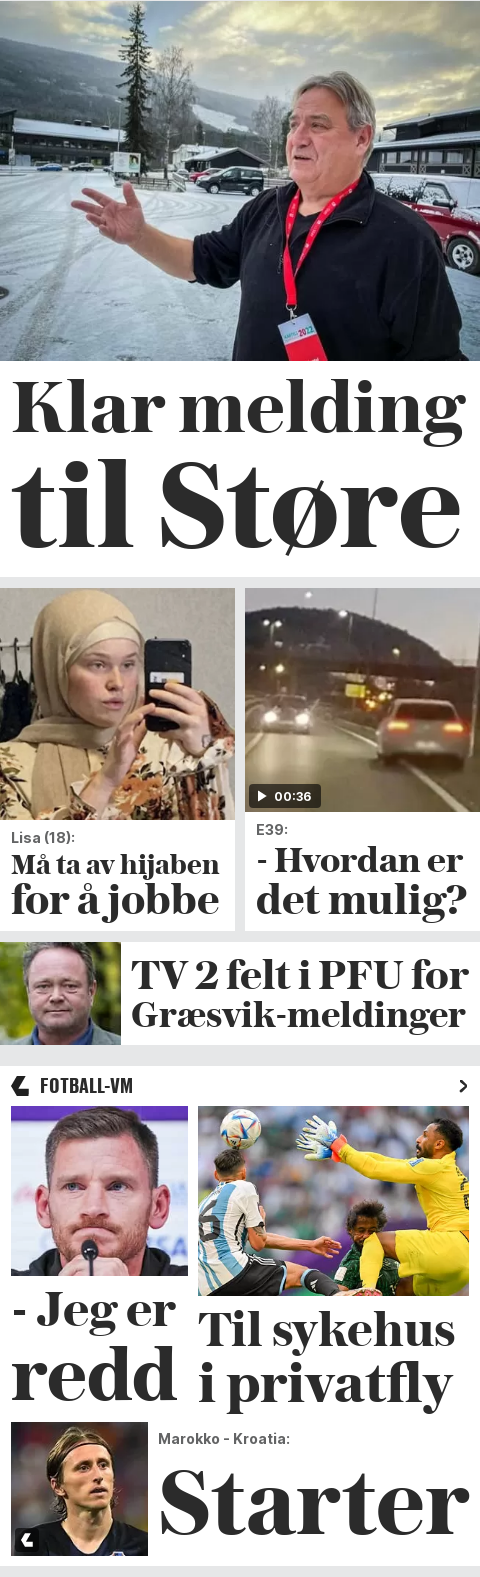 2022
Klar melding
til Støre
00:36
Lisa (18):
Må ta av hijaben
for å jobbe
E39:
- Hvordan er
det mulig?
TV 2 felt i PFU for
Græsvik-meldinger
FOTBALL-VM
- Jeg er
redd
Til sykehus
i privatfly
Marokko - Kroatia:
Starter